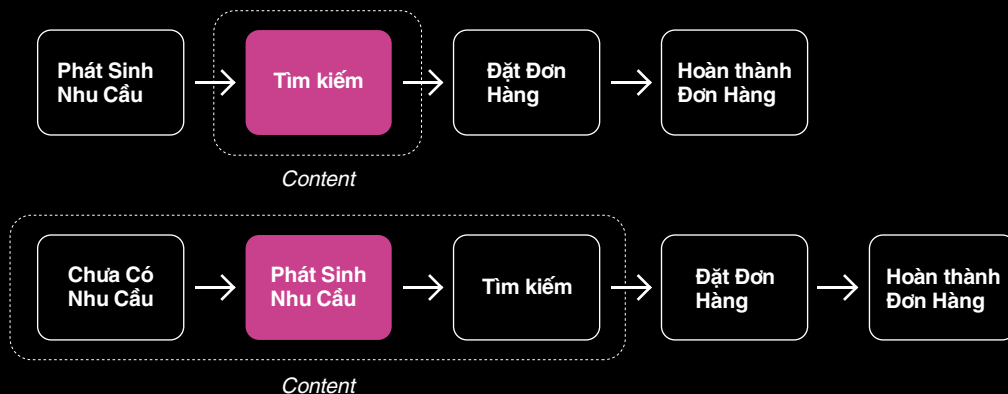 Phát Sinh
Nhu Cầu
Tìm kiếm
Đặt Đơn
Hàng
Hoàn thành
Đơn Hàng
Content
Chưa Có
Nhu Cầu
Phát Sinh
Nhu Cầu
Tìm kiếm
Đặt Đơn
Hàng
Hoàn thành
Đơn Hàng
Content